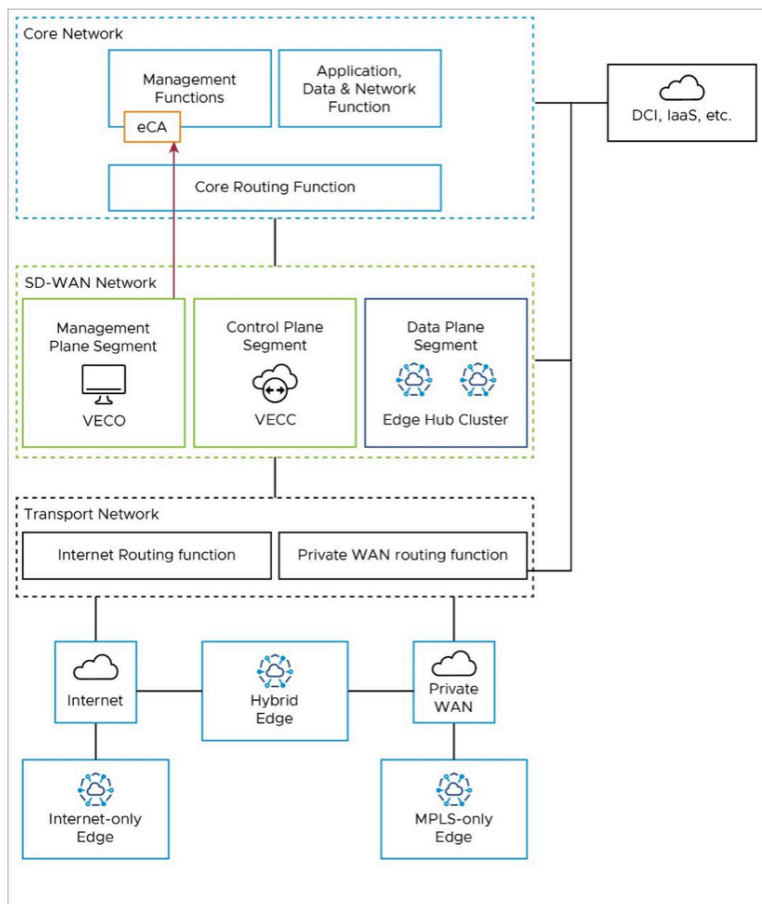 Core Network
Management
Functions
Application,
Data & Network
Function
eCA
Core Routing Function
DCI, IaaS, etc.
SD-WAN Network
Management
Plane Segment
VECO
Control Plane
Segment
VECC
Data Plane
Segment
Edge Hub Cluster
Transport Network
Internet Routing function
Private WAN routing function
Internet
Hybrid
Edge
Private
WAN
Internet-only
Edge
MPLS-only
Edge